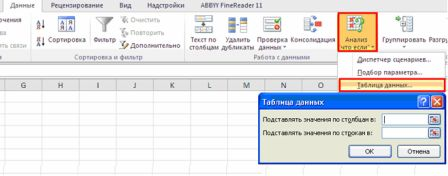 Данные Рецензирование Вид Надстройки ABBYY FineReader 11
Сортировка Фильтр Очистить
Повторить
Дополнительно
Текст по столбцам
Удалить дубликаты
Проверка данных
Консолидация
Анализ "что если"
Группировать
Разгру
Сортировка и фильтр Работа с данными
Диспетчер сценариев...
Подбор параметра...
Таблица данных...
G H I J K L M N
Таблица данных
Подставлять значения по столбцам в:
Подставлять значения по строкам в:
ОК Отмена